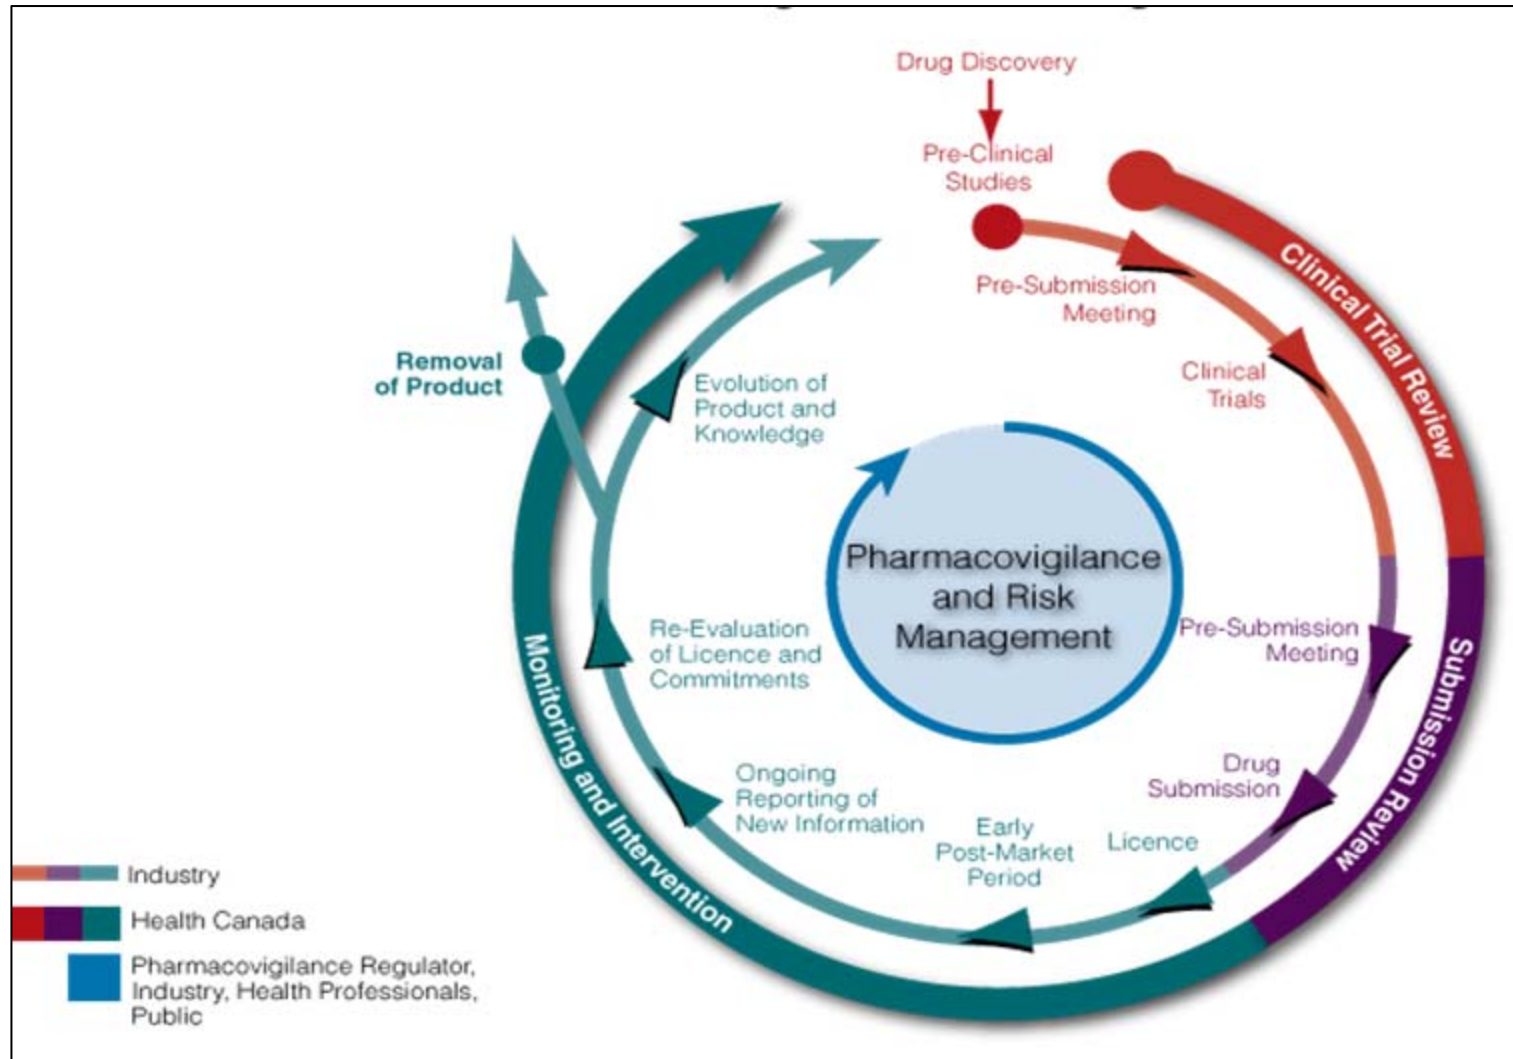 Drug Discovery
Pre-Clinical
Studies
Pre-Submission
Meeting
Clinical
Trials
Clinical Trial Review
Pre-Submission
Meeting
Submission Review
Drug
Submission
Licence
Early
Post-Market
Period
Ongoing
Reporting of
New Information
Monitoring and Intervention
Re-Evaluation
of Licence and
Commitments
Evolution of
Product and
Knowledge
Removal
of Product
Pharmacovigilance
and Risk
Management
Industry
Health Canada
Pharmacovigilance Regulator,
Industry, Health Professionals,
Public